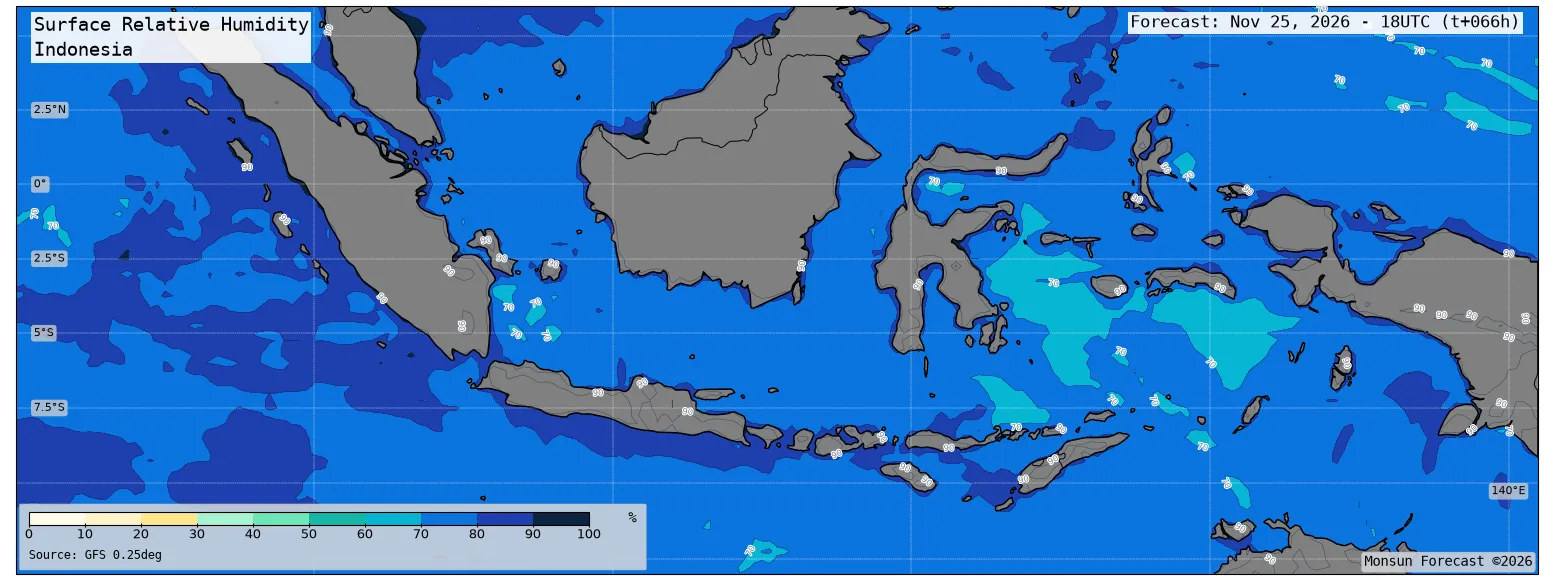 Surface Relative Humidity
Indonesia
Forecast: Nov 25, 2026 - 18UTC (t+066h)
2.5°N
0°
2.5°S
5°S
7.5°S
140°E
0 10 20 30 40 50 60 70 80 90 100 %
Source: GFS 0.25deg
Monsun Forecast ©2026